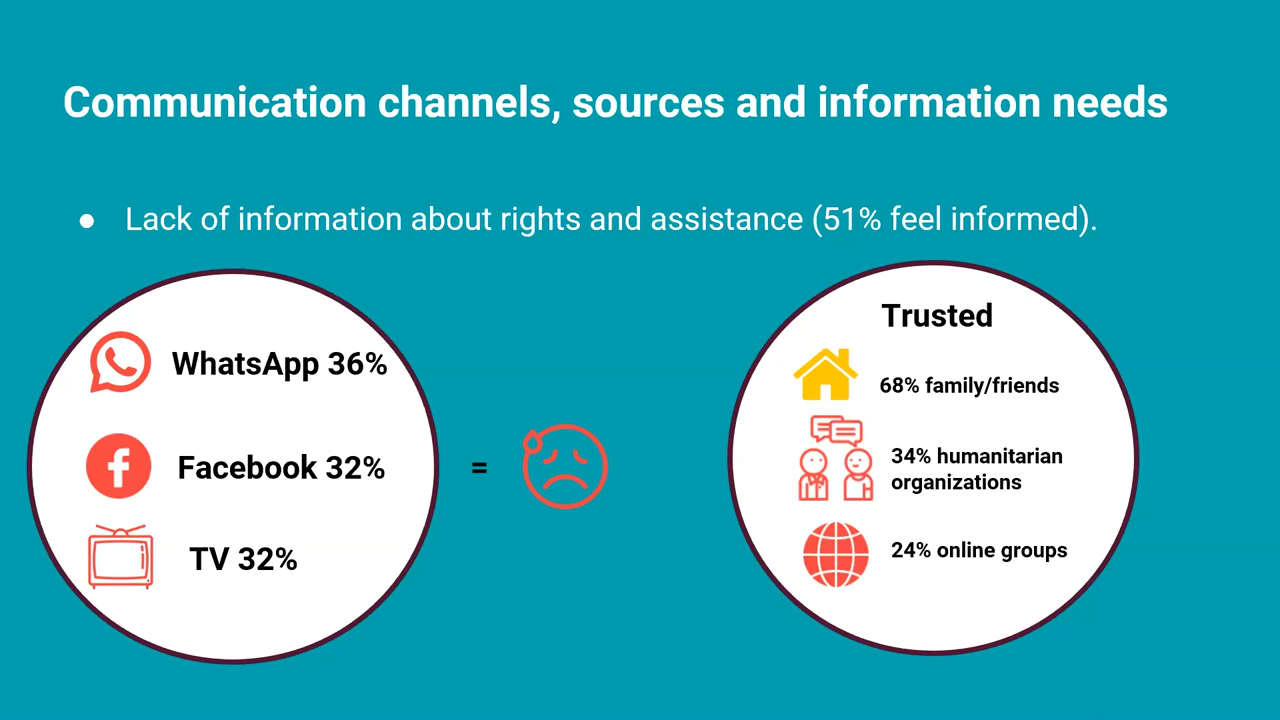 Communication channels, sources and information needs
● Lack of information about rights and assistance (51% feel informed).
WhatsApp 36%
Facebook 32%
TV 32%
=
Trusted
68% family/friends
34% humanitarian
organizations
24% online groups